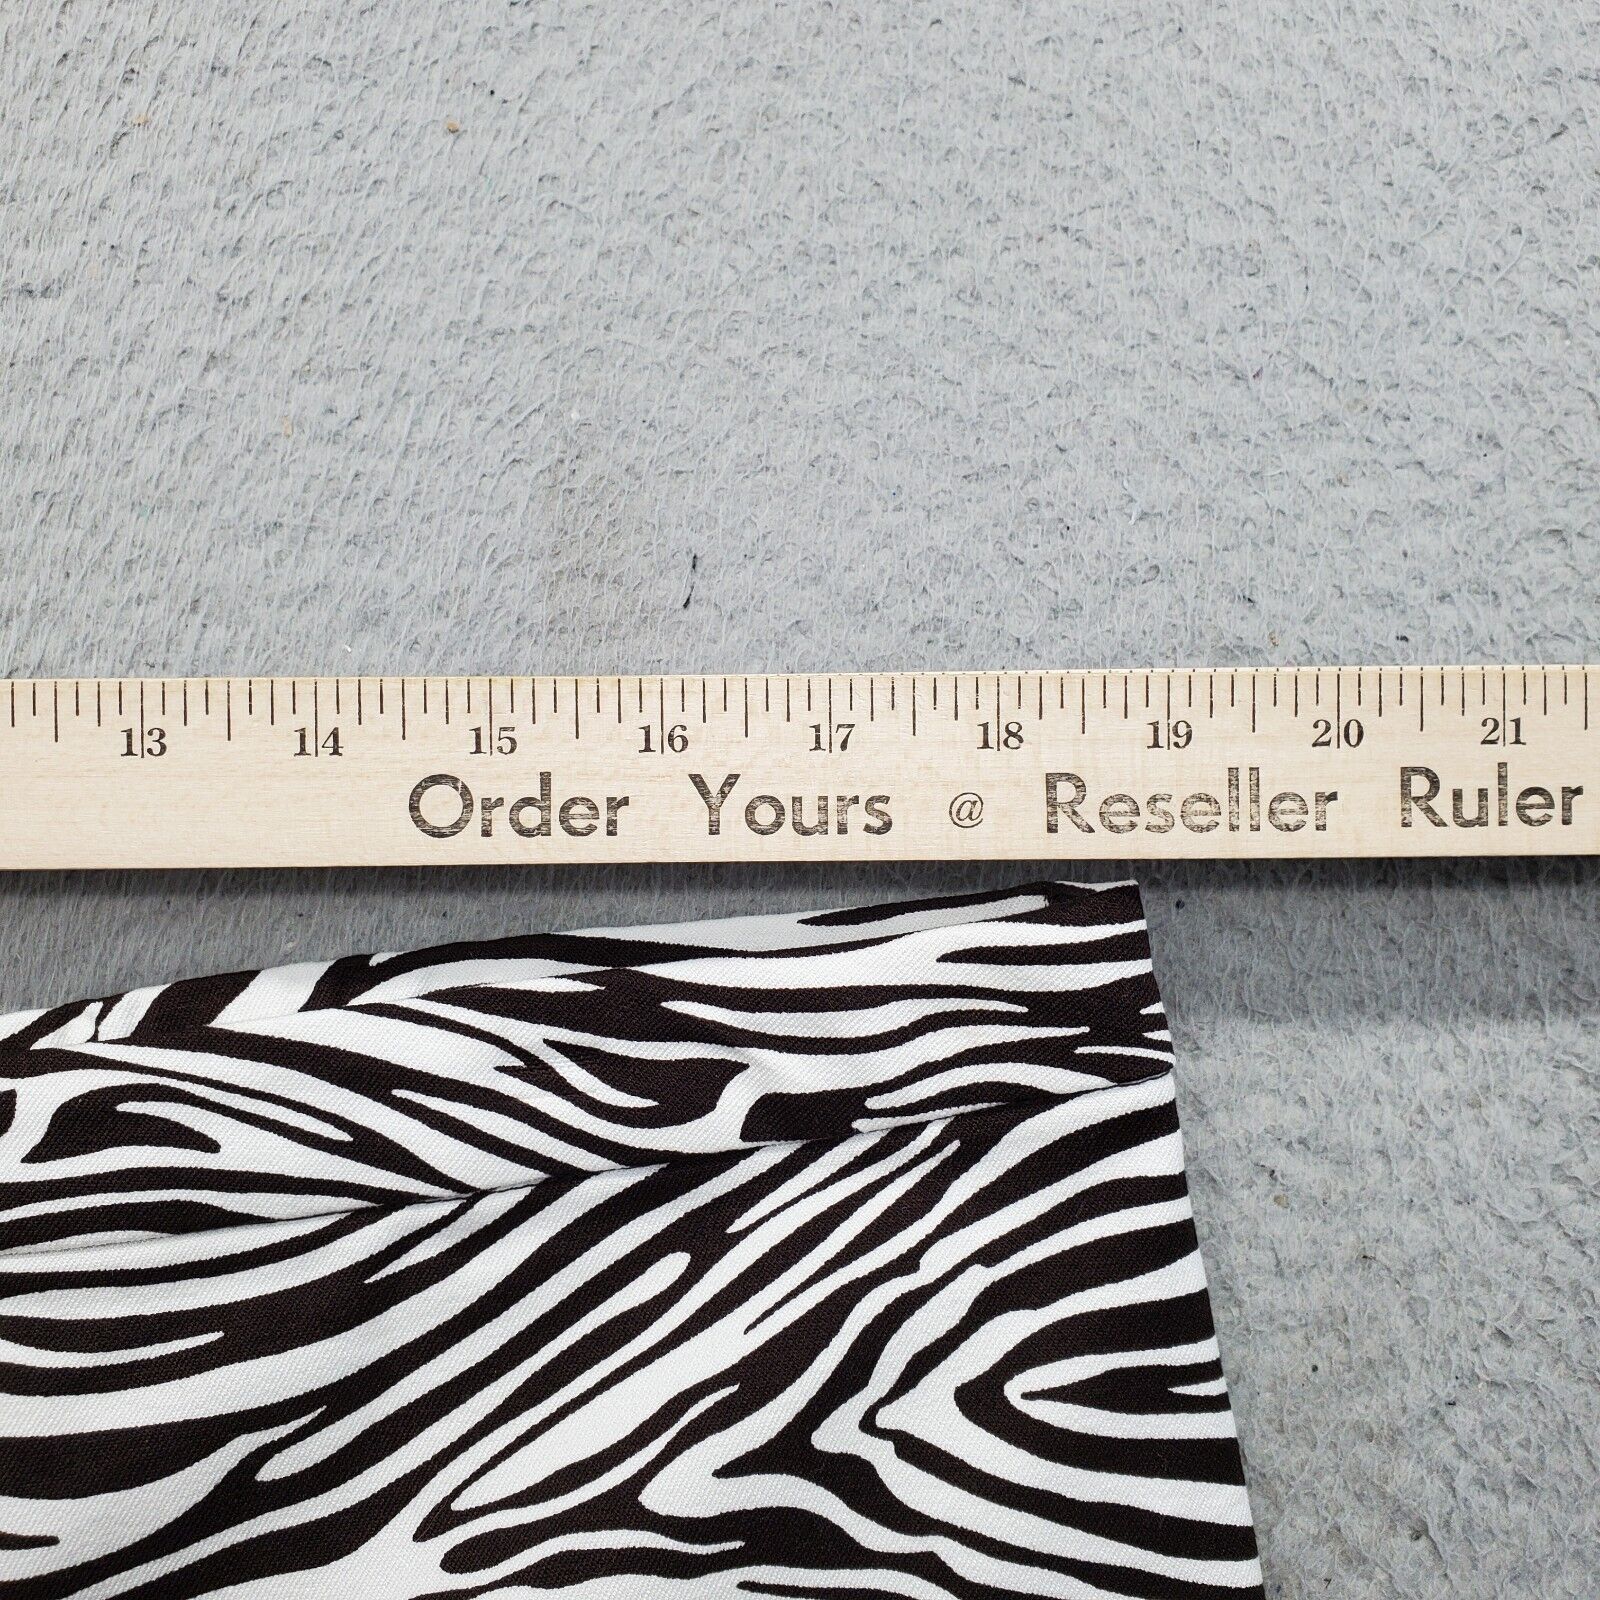 13 14 15 16 17 18 19 20 21
Order Yours @ Reseller Ruler